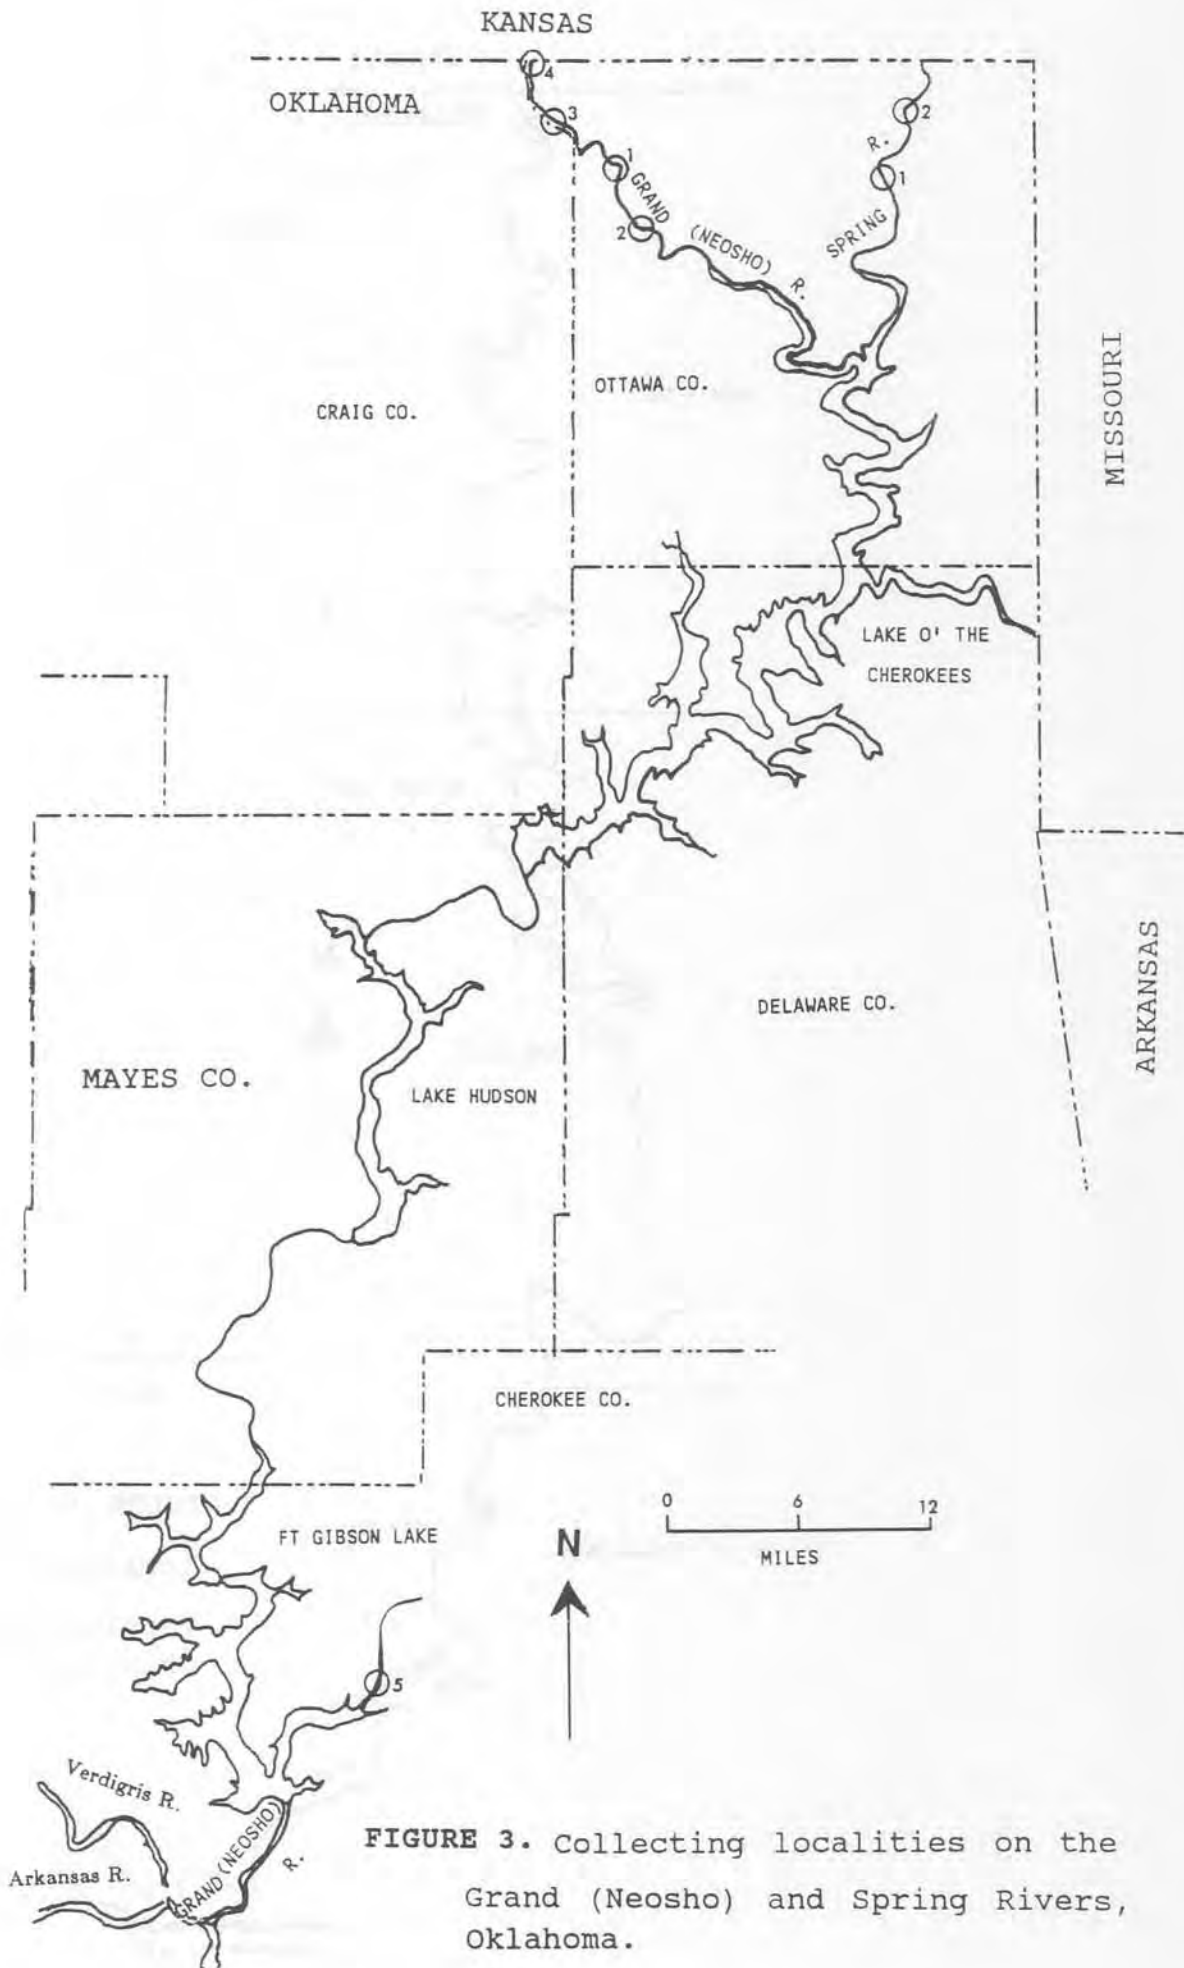 KANSAS
OKLAHOMA
4
3
1
2
GRAND (NEOSHO) R.
2
1
SPRING R.
MISSOURI
CRAIG CO.
OTTAWA CO.
LAKE O' THE
CHEROKEES
ARKANSAS
DELAWARE CO.
MAYES CO.
LAKE HUDSON
CHEROKEE CO.
FT GIBSON LAKE
0 6 12
MILES
N
5
Verdigris R.
Arkansas R.
GRAND (NEOSHO) R.
FIGURE 3. Collecting localities on the
Grand (Neosho) and Spring Rivers,
Oklahoma.